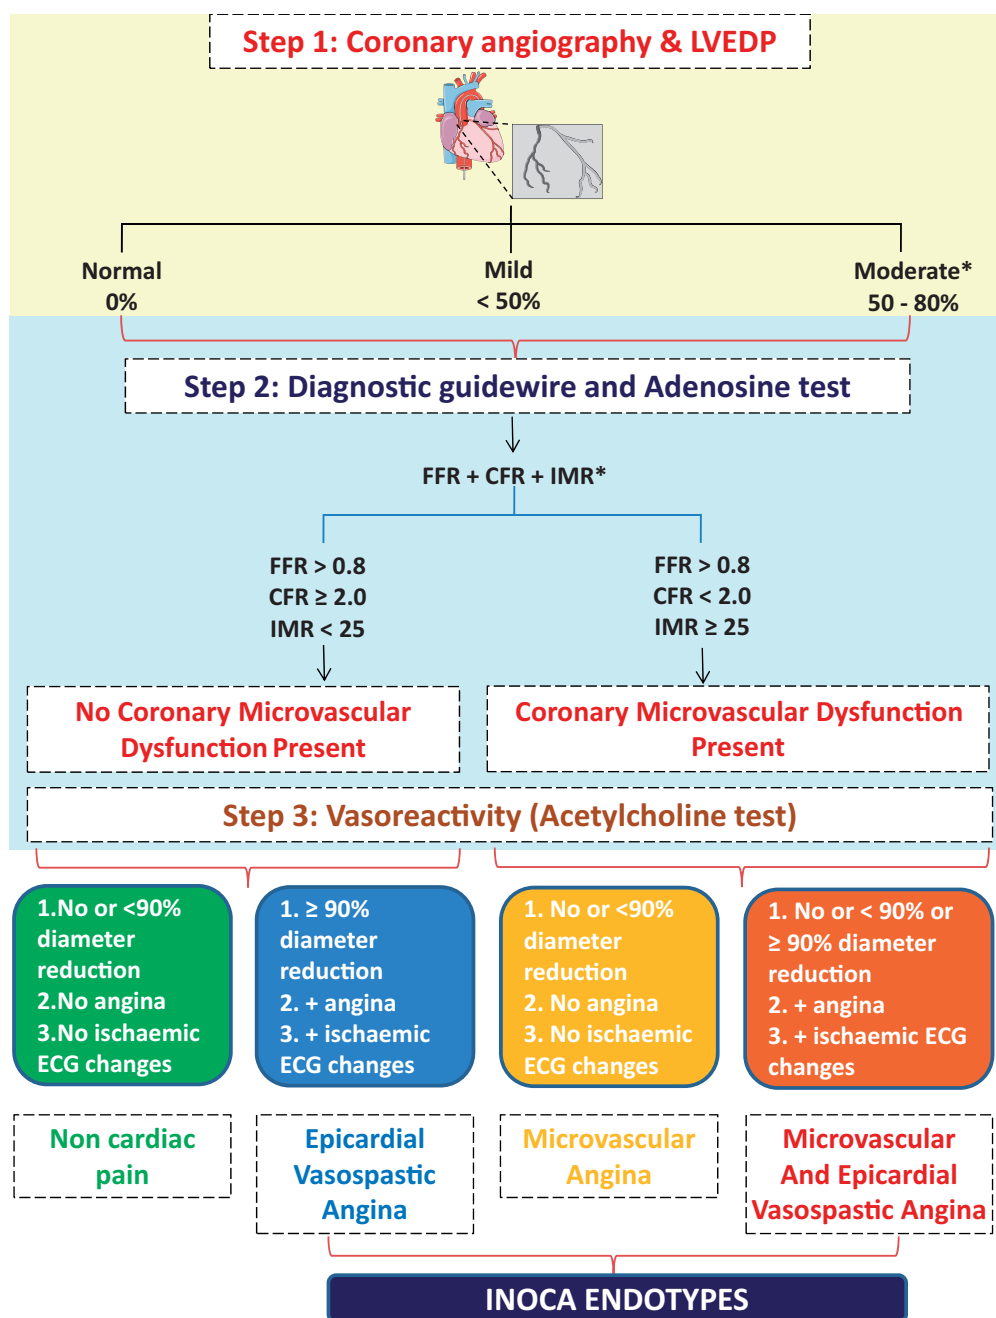 Step 1: Coronary angiography & LVEDP
Normal
0%
Mild
< 50%
Moderate*
50 - 80%
Step 2: Diagnostic guidewire and Adenosine test
FFR + CFR + IMR*
FFR > 0.8
CFR ≥ 2.0
IMR < 25
FFR > 0.8
CFR < 2.0
IMR ≥ 25
No Coronary Microvascular
Dysfunction Present
Coronary Microvascular Dysfunction
Present
Step 3: Vasoreactivity (Acetylcholine test)
1.No or <90%
diameter
reduction
2.No angina
3.No ischaemic
ECG changes
1. ≥ 90%
diameter
reduction
2. + angina
3. + ischaemic
ECG changes
1. No or <90%
diameter
reduction
2. No angina
3. No ischaemic
ECG changes
1. No or < 90% or
≥ 90% diameter
reduction
2. + angina
3. + ischaemic ECG
changes
Non cardiac
pain
Epicardial
Vasospastic
Angina
Microvascular
Angina
Microvascular
And Epicardial
Vasospastic Angina
INOCA ENDOTYPES